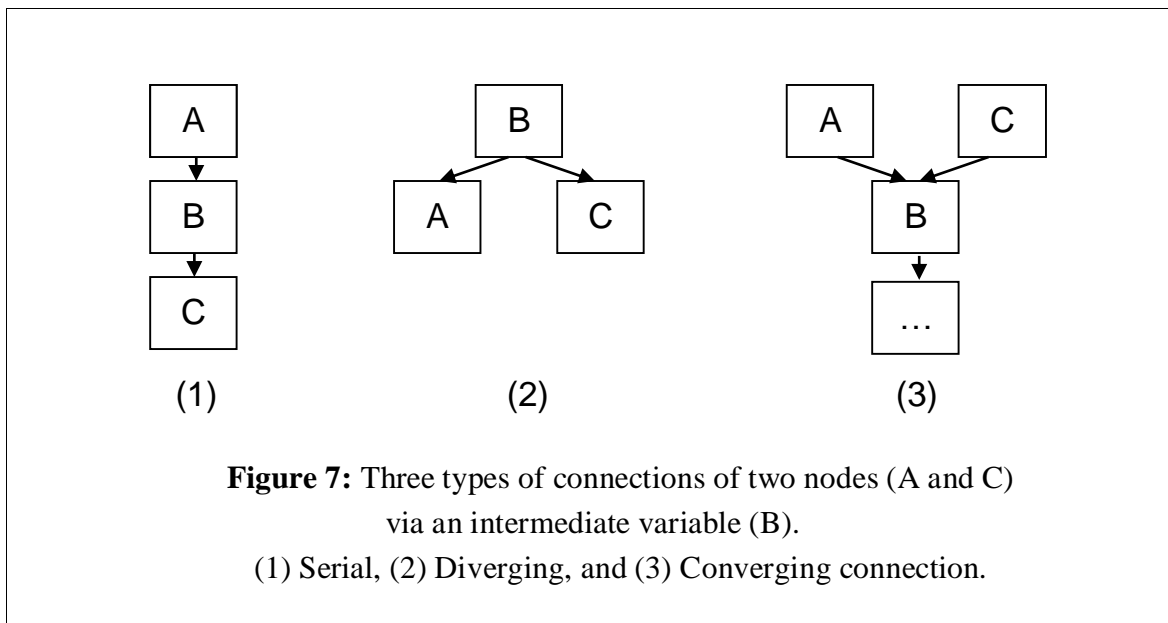 A
B
C
(1)
B
A C
(2)
A C
B
...
(3)
Figure 7: Three types of connections of two nodes (A and C)
via an intermediate variable (B).
(1) Serial, (2) Diverging, and (3) Converging connection.